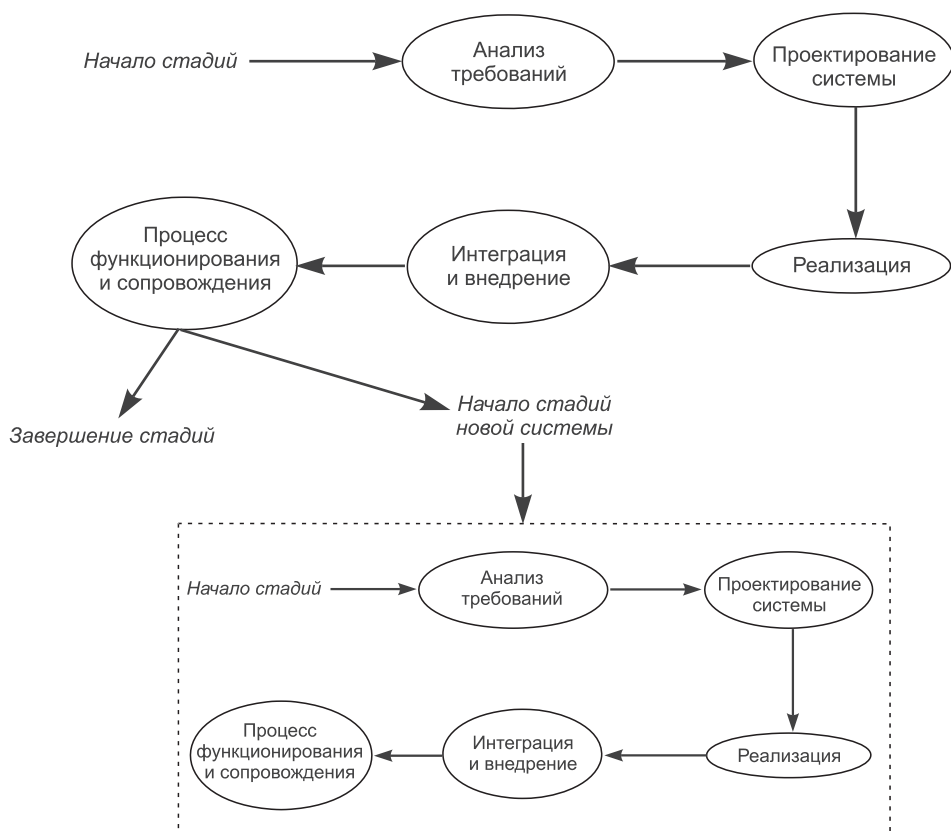 Начало стадий
Анализ
требований
Проектирование
системы
Процесс
функционирования
и сопровождения
Интеграция
и внедрение
Реализация
Завершение стадий
Начало стадий
новой системы
Начало стадий
Анализ
требований
Проектирование
системы
Процесс
функционирования
и сопровождения
Интеграция
и внедрение
Реализация